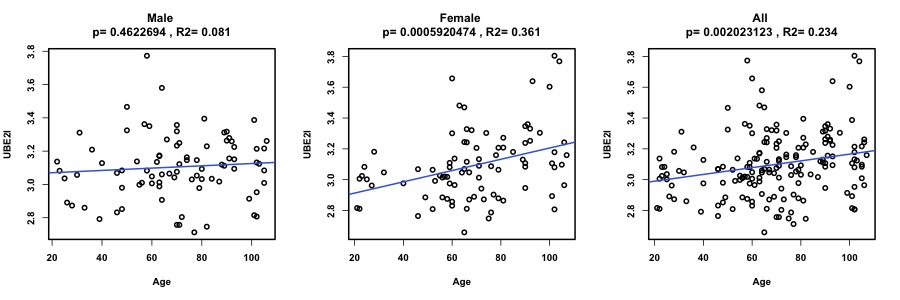 Male
p= 0.4622694 , R2= 0.081
UBE2I
3.8
3.6
3.4
3.2
3.0
2.8
20 40 60 80 100
Age
Female
p= 0.0005920474 , R2= 0.361
UBE2I
3.8
3.6
3.4
3.2
3.0
2.8
20 40 60 80 100
Age
All
p= 0.002023123 , R2= 0.234
UBE2I
3.8
3.6
3.4
3.2
3.0
2.8
20 40 60 80 100
Age